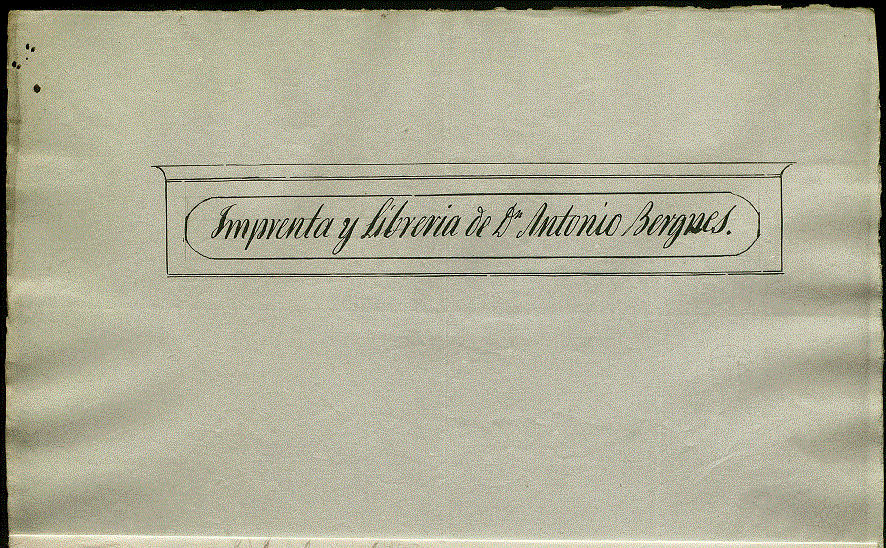 Imprenta y Libreria de Dn Antonio Bergnes.